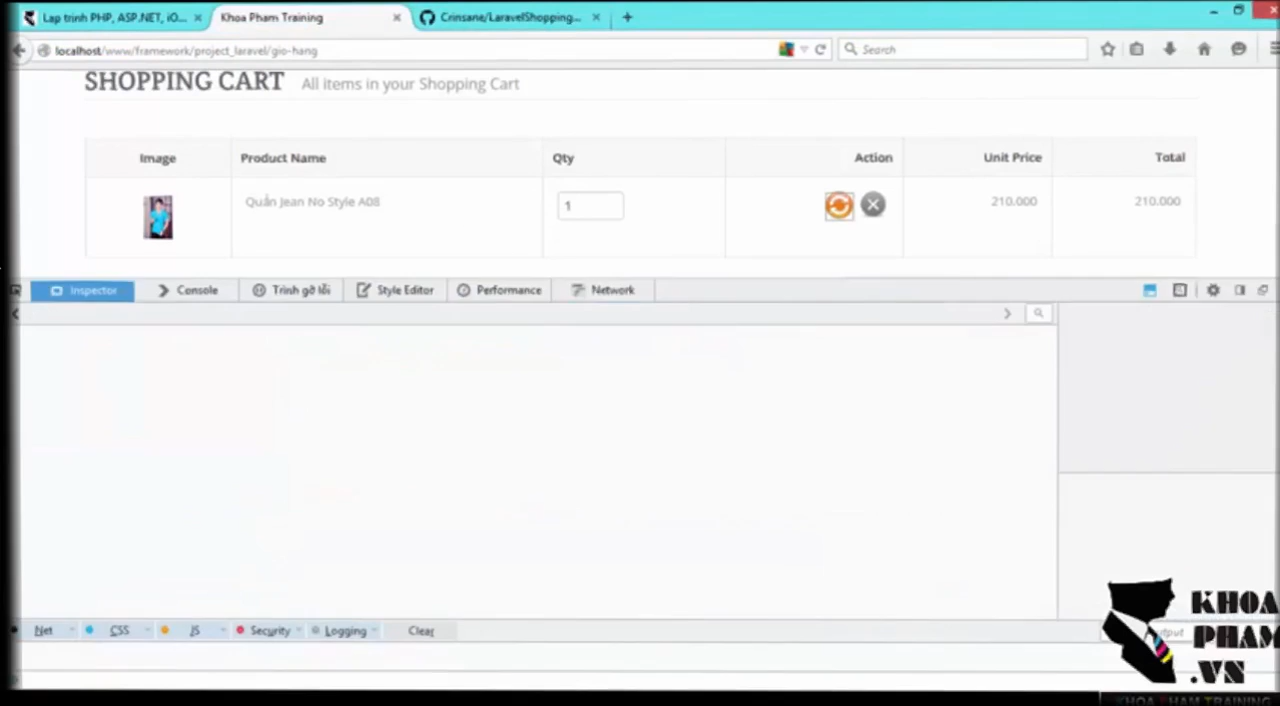 Lap trinh PHP, ASP.NET, iO...
Khoa Pham Training
Crinsane/LaravelShopping...
localhost/www/framework/project_laravel/gio-hang
Search
SHOPPING CART All items in your Shopping Cart
Image Product Name Qty Action Unit Price Total
Quần Jean No Style A08 1 210.000 210.000
Inspector Console Trình gỡ lỗi Style Editor Performance Network
Net CSS JS Security Logging Clear
KHOA
PHAM
.VN
KHOA PHAM TRAINING